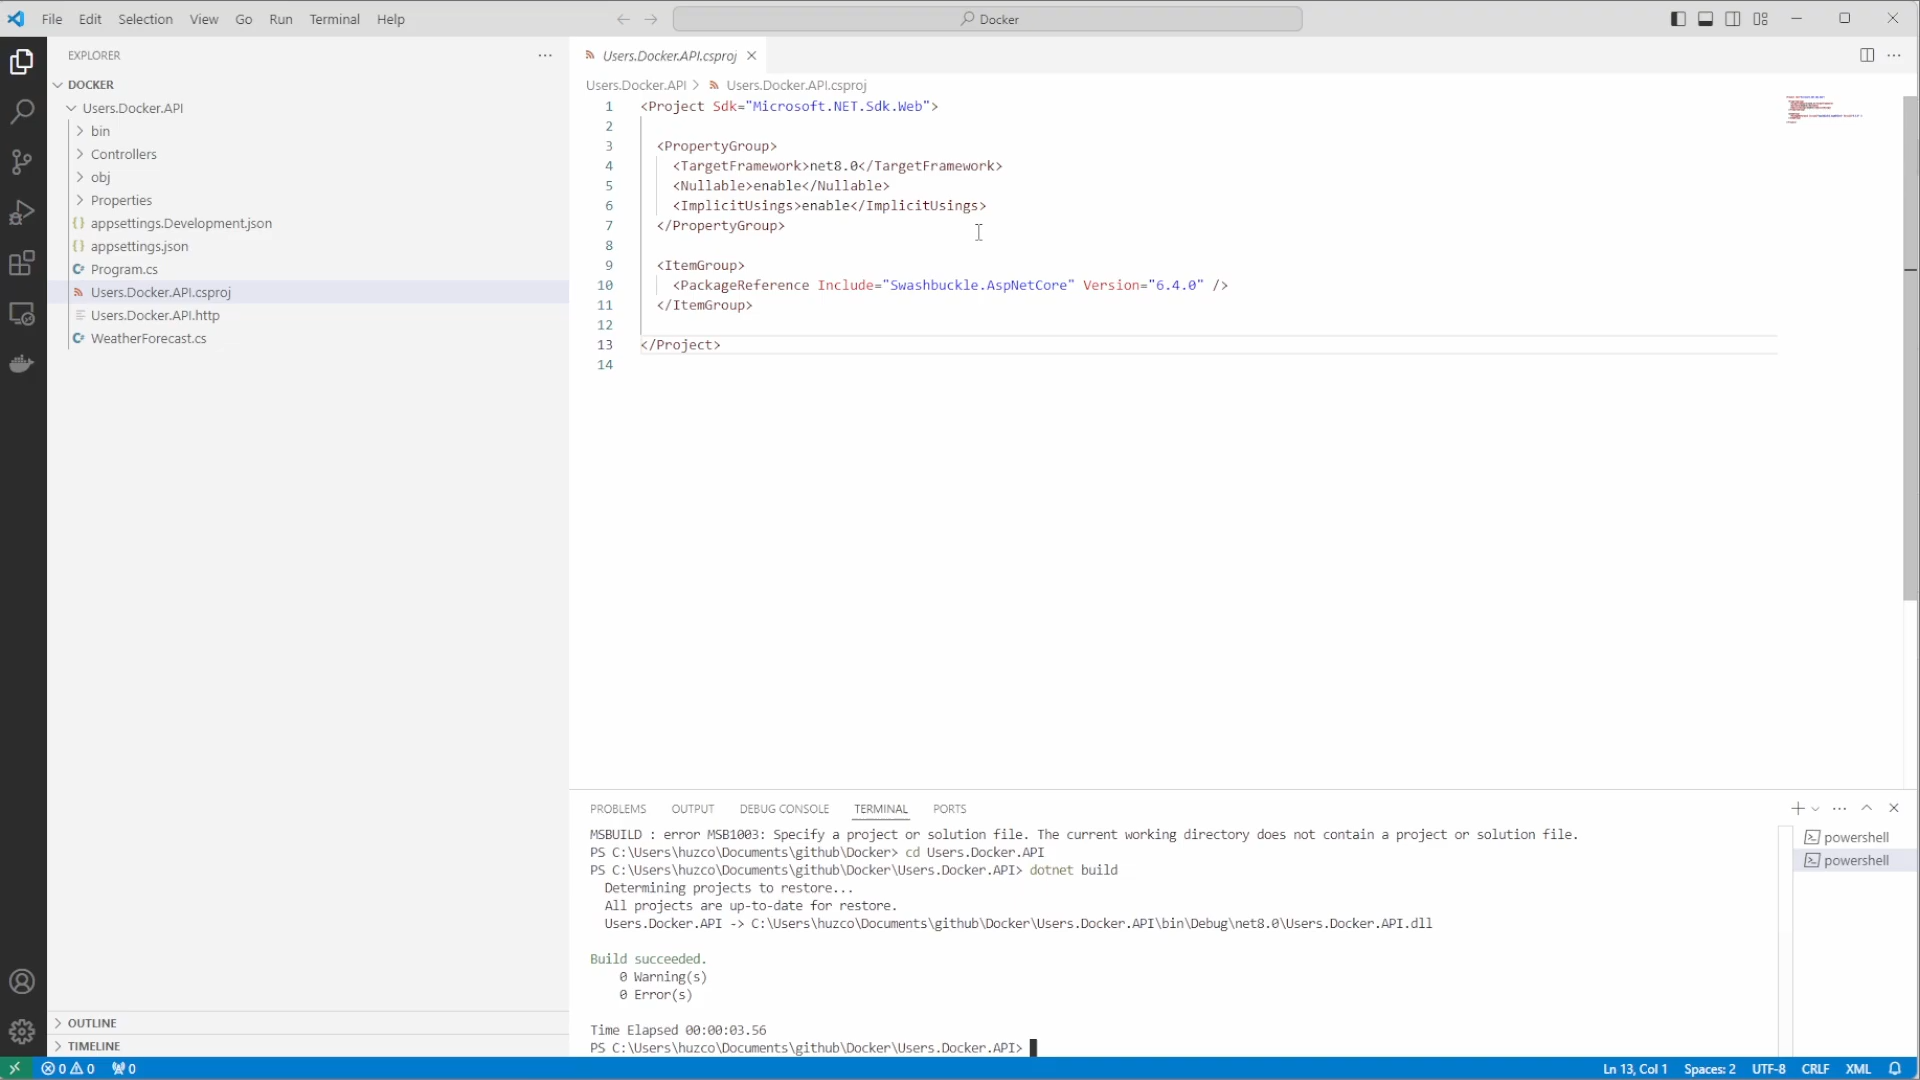 File Edit Selection View Go Run Terminal Help
Docker
EXPLORER
DOCKER
Users.Docker.API
bin
Controllers
obj
Properties
{} appsettings.Development.json
{} appsettings.json
Program.cs
Users.Docker.API.csproj
Users.Docker.API.http
WeatherForecast.cs
OUTLINE
TIMELINE
Users.Docker.API.csproj
Users.Docker.API > Users.Docker.API.csproj
1 <Project Sdk="Microsoft.NET.Sdk.Web">
2
3 <PropertyGroup>
4 <TargetFramework>net8.0</TargetFramework>
5 <Nullable>enable</Nullable>
6 <ImplicitUsings>enable</ImplicitUsings>
7 </PropertyGroup>
8
9 <ItemGroup>
10 <PackageReference Include="Swashbuckle.AspNetCore" Version="6.4.0" />
11 </ItemGroup>
12
13 </Project>
14
PROBLEMS OUTPUT DEBUG CONSOLE TERMINAL PORTS
MSBUILD : error MSB1003: Specify a project or solution file. The current working directory does not contain a project or solution file.
PS C:\Users\huzco\Documents\github\Docker> cd Users.Docker.API
PS C:\Users\huzco\Documents\github\Docker\Users.Docker.API> dotnet build
Determining projects to restore...
All projects are up-to-date for restore.
Users.Docker.API -> C:\Users\huzco\Documents\github\Docker\Users.Docker.API\bin\Debug\net8.0\Users.Docker.API.dll
Build succeeded.
0 Warning(s)
0 Error(s)
Time Elapsed 00:00:03.56
PS C:\Users\huzco\Documents\github\Docker\Users.Docker.API>
powershell
powershell
0 0 0
Ln 13, Col 1 Spaces: 2 UTF-8 CRLF XML